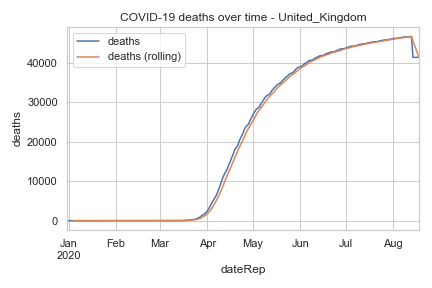 COVID-19 deaths over time - United_Kingdom
deaths
deaths (rolling)
40000
30000
20000
10000
0
deaths
Jan Feb Mar Apr May Jun Jul Aug
2020
dateRep